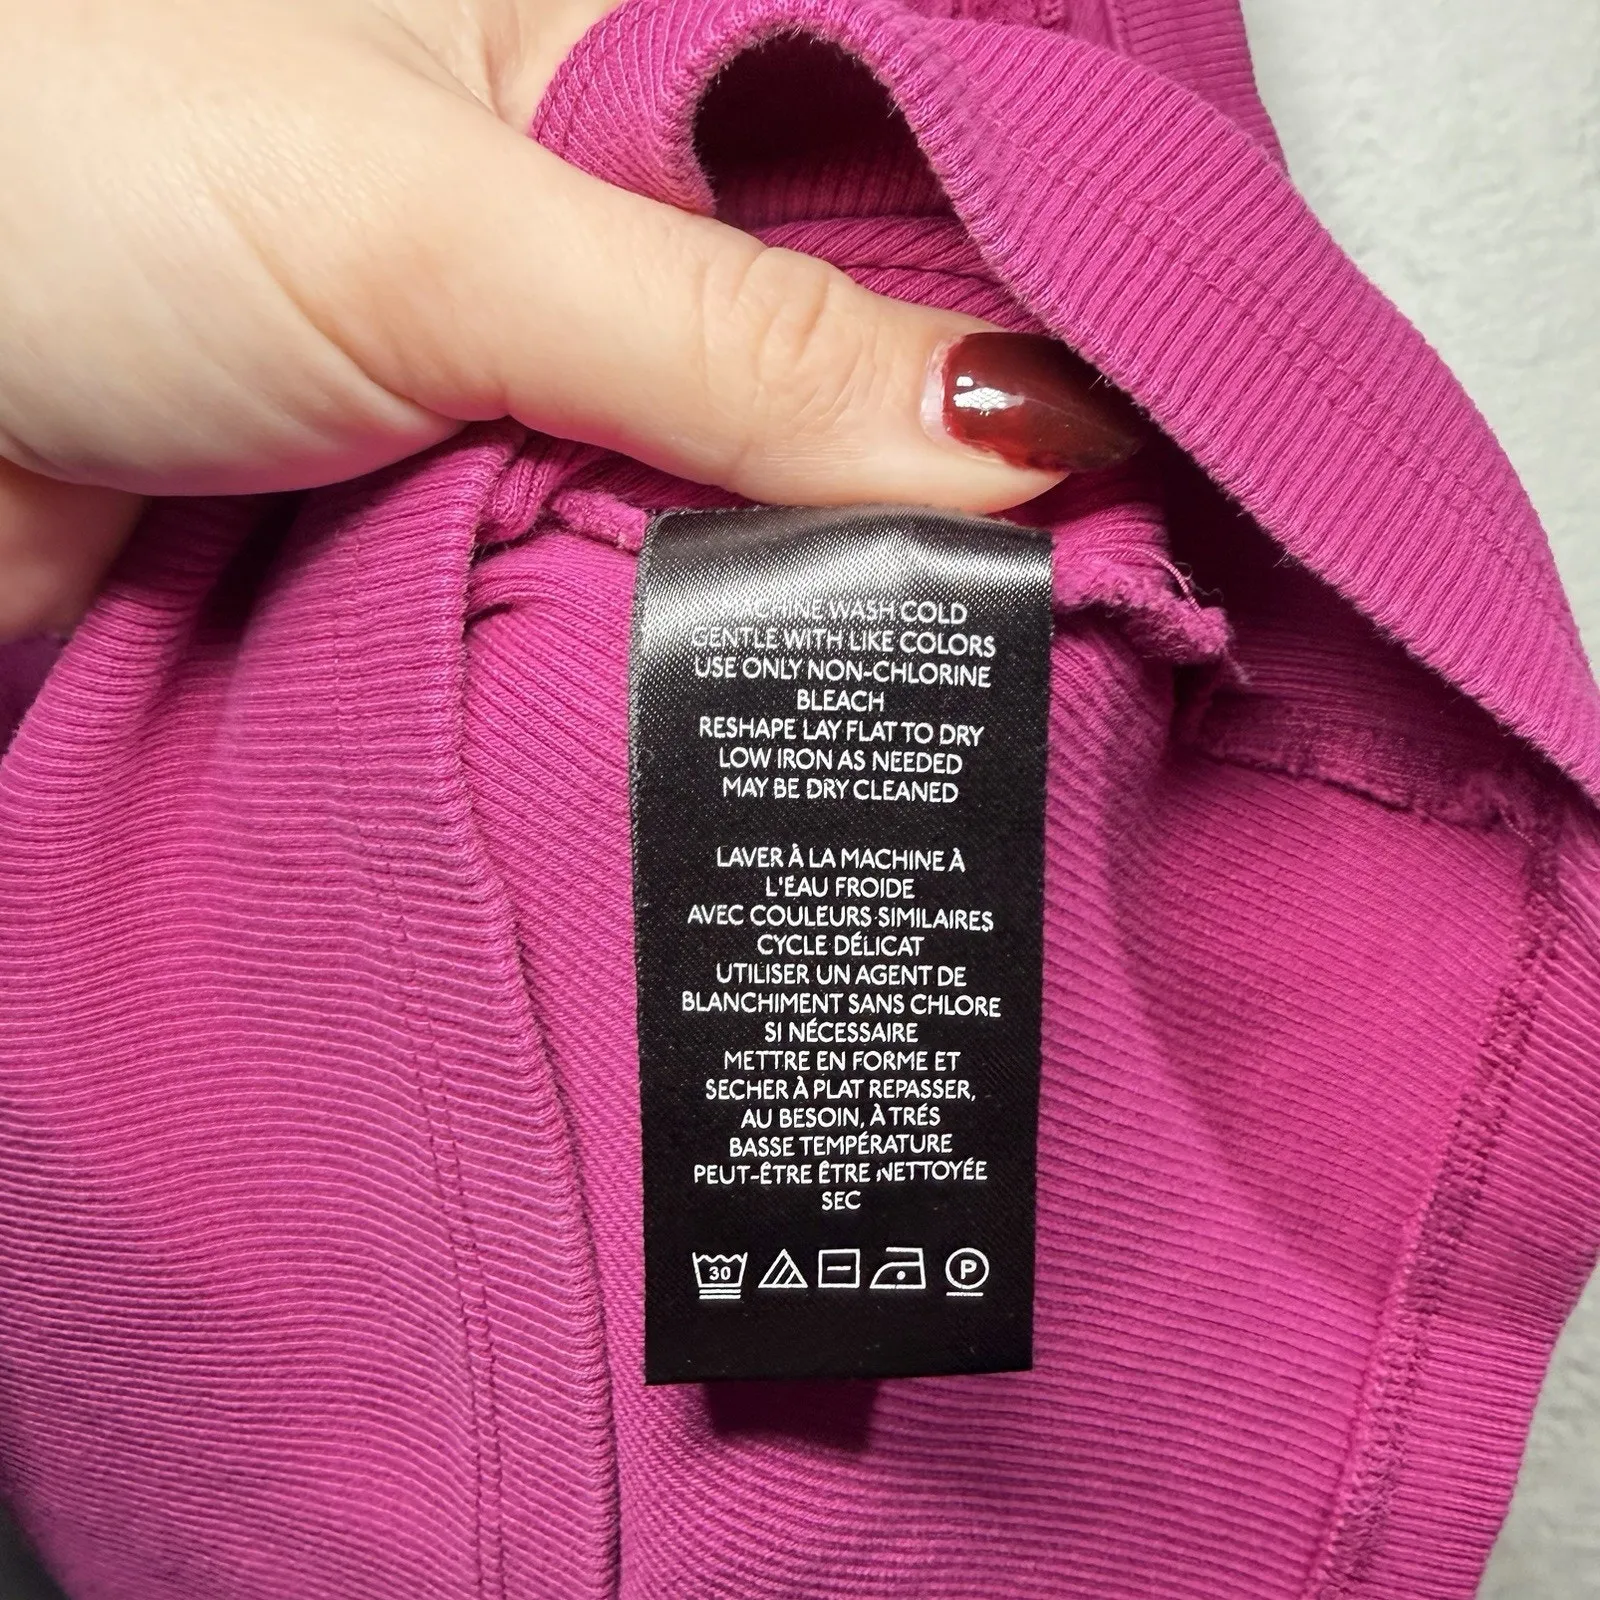 MACHINE WASH COLD
GENTLE WITH LIKE COLORS
USE ONLY NON-CHLORINE
BLEACH
RESHAPE LAY FLAT TO DRY
LOW IRON AS NEEDED
MAY BE DRY CLEANED
LAVER À LA MACHINE À
L'ÉAU FROIDE
AVEC COULEURS SIMILAIRES
CYCLE DÉLICAT
UTILISER UN AGENT DE
BLANCHIMENT SANS CHLORE
SI NÉCESSAIRE
METTRE EN FORME ET
SECHER À PLAT REPASSER,
AU BESOIN, À TRÉS
BASSE TEMPÉRATURE
PEUT-ÊTRE ÊTRE NETTOYÉE
SEC
30 P